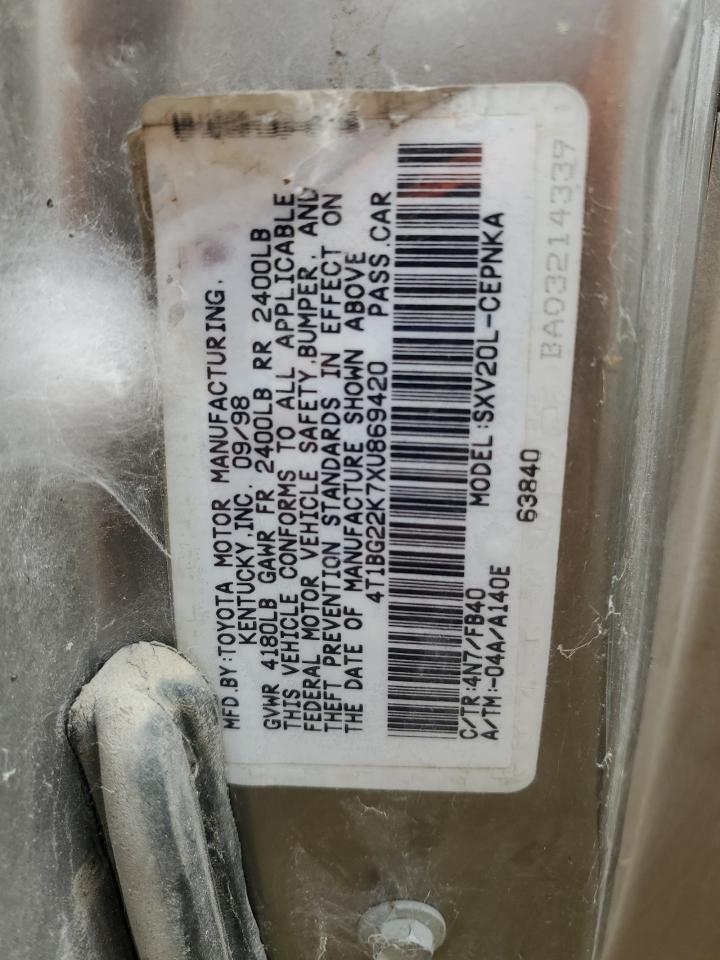 MFD.BY:TOYOTA MOTOR MANUFACTURING,
KENTUCKY,INC. 09/98
GVWR 4180LB GAWR FR 2400LB RR 2400LB
THIS VEHICLE CONFORMS TO ALL APPLICABLE
FEDERAL MOTOR VEHICLE SAFETY,BUMPER, AND
THEFT PREVENTION STANDARDS IN EFFECT ON
THE DATE OF MANUFACTURE SHOWN ABOVE
4T1BG22K7XU869420 PASS.CAR
C/TR:4N7/FB40 MODEL:SXV20L-CEPNKA
A/TM:-04A/A140E
63840
BA03214339